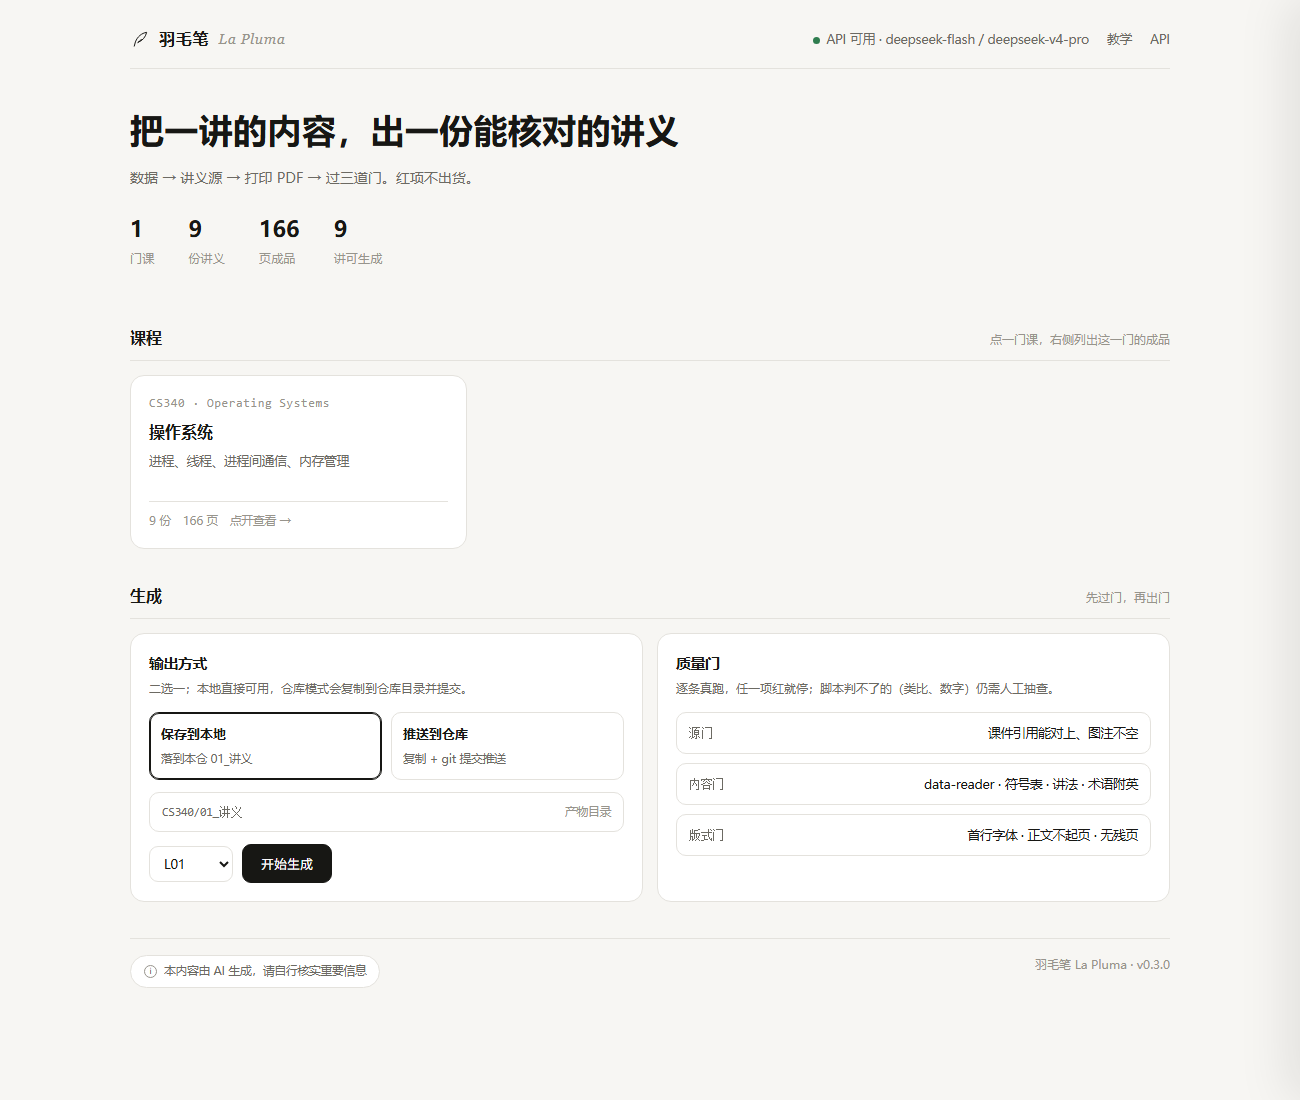 羽毛笔 La Pluma
API 可用 · deepseek-flash / deepseek-v4-pro 教学 API
把一讲的内容，出一份能核对的讲义
数据 → 讲义源 → 打印 PDF → 过三道门。红项不出货。
1 9 166 9
门课 份讲义 页成品 讲可生成
课程 点一门课，右侧列出这一门的成品
CS340 · Operating Systems
操作系统
进程、线程、进程间通信、内存管理
9 份 166 页 点开查看 →
生成 先过门，再出门
输出方式
二选一；本地直接可用，仓库模式会复制到仓库目录并提交。
保存到本地
落到本仓 01_讲义
推送到仓库
复制 + git 提交推送
CS340/01_讲义 产物目录
L01 开始生成
质量门
逐条真跑，任一项红就停；脚本判不了的（类比、数字）仍需人工抽查。
源门 课件引用能对上、图注不空
内容门 data-reader · 符号表 · 讲法 · 术语附英
版式门 首行字体 · 正文不起页 · 无残页
本内容由 AI 生成，请自行核实重要信息
羽毛笔 La Pluma · v0.3.0